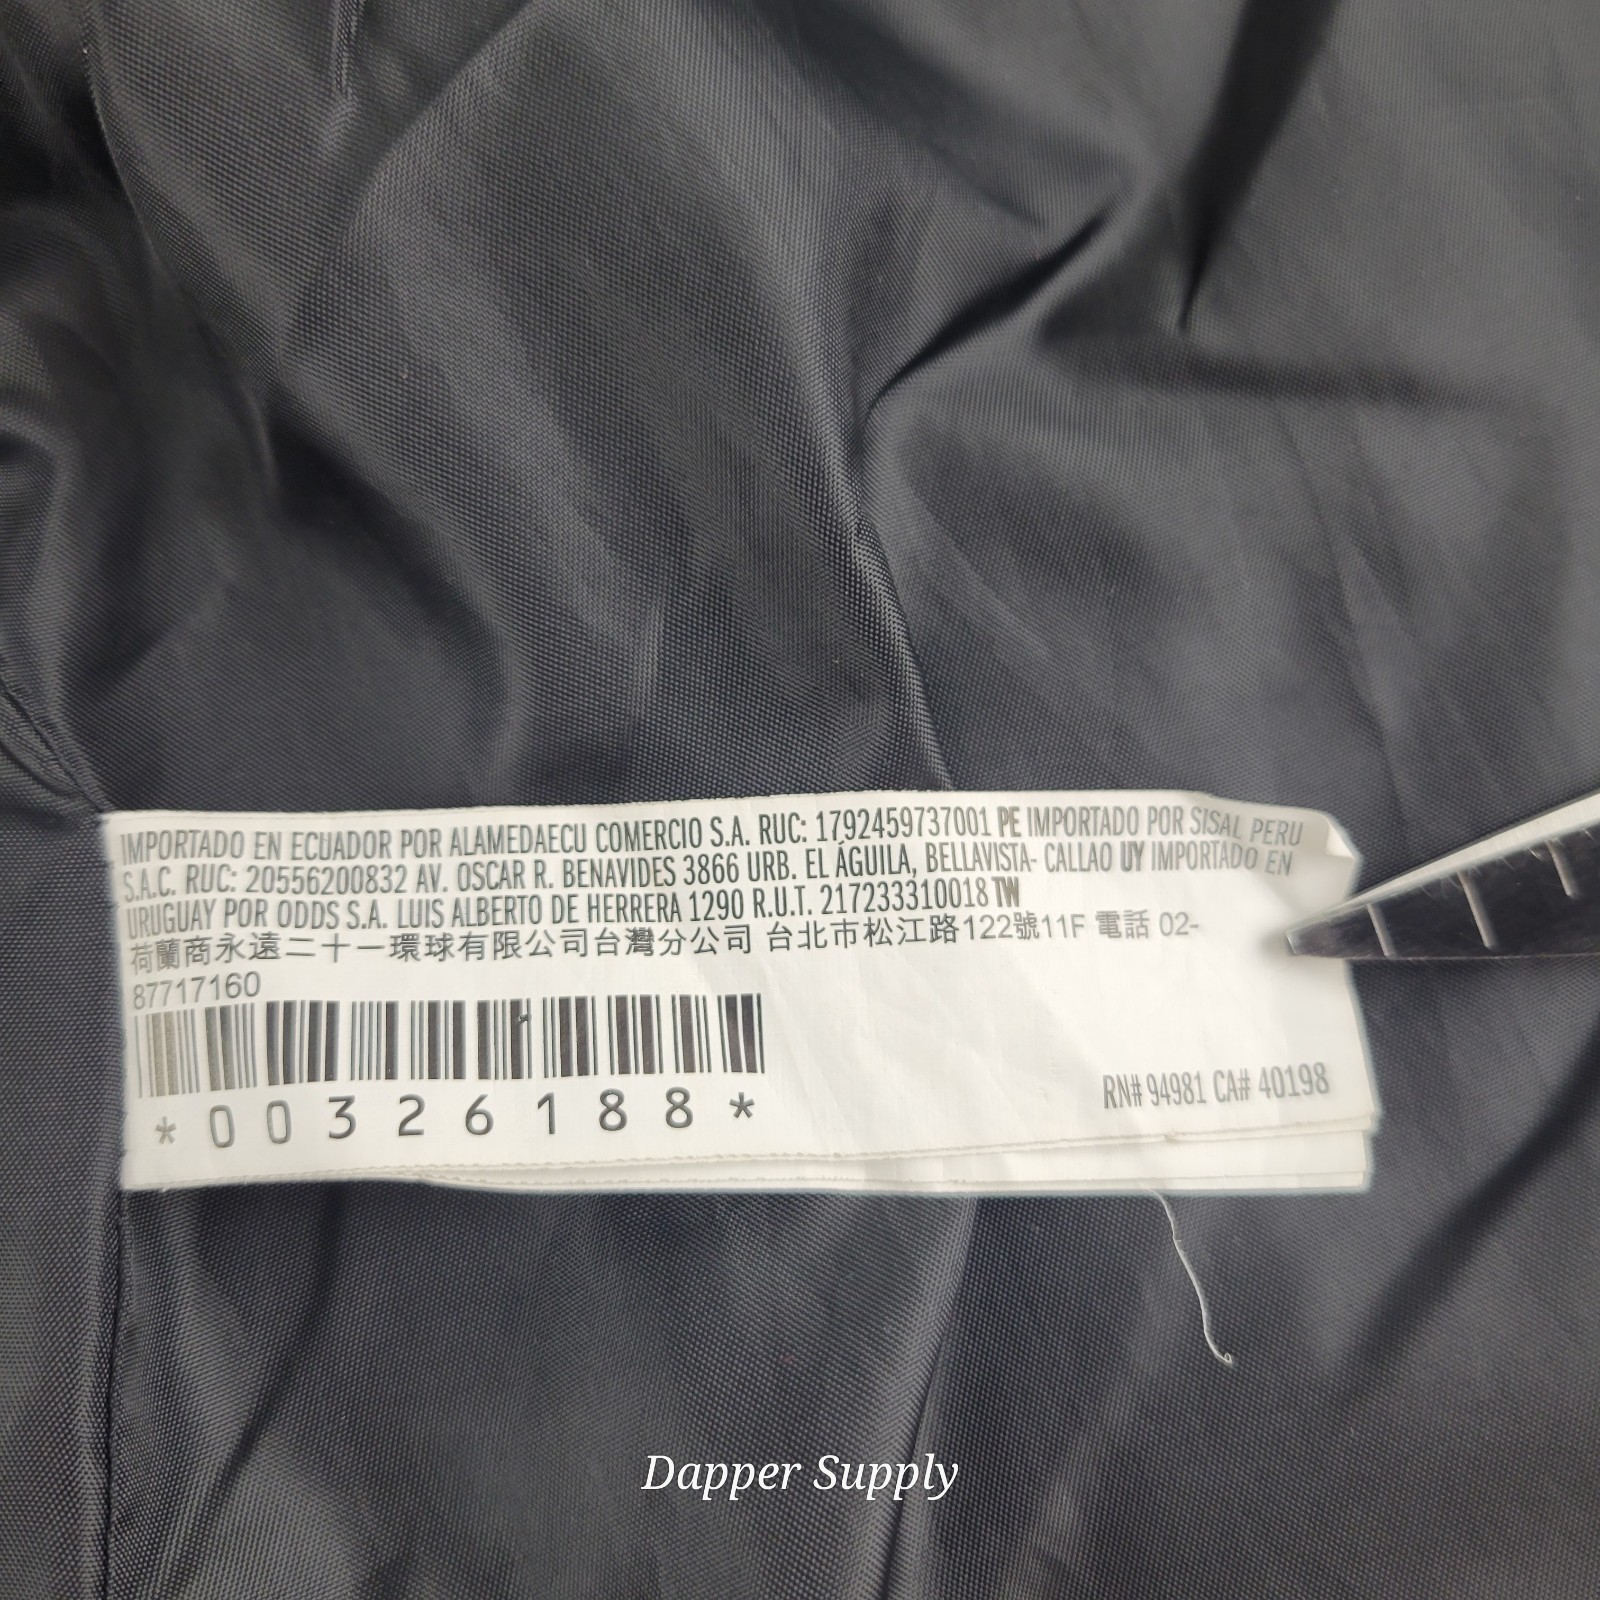 IMPORTADO EN ECUADOR POR ALAMEDAECU COMERCIO S.A. RUC: 1792459737001 PE IMPORTADO POR SISAL PERU
S.A.C. RUC: 20556200832 AV. OSCAR R. BENAVIDES 3866 URB. EL ÁGUILA, BELLAVISTA- CALLAO UY IMPORTADO EN
URUGUAY POR ODDS S.A. LUIS ALBERTO DE HERRERA 1290 R.U.T. 217233310018 TW
荷蘭商永遠二十一環球有限公司台灣分公司 台北市松江路122號11F 電話 02-
87717160
*00326188*
RN# 94981 CA# 40198
Dapper Supply